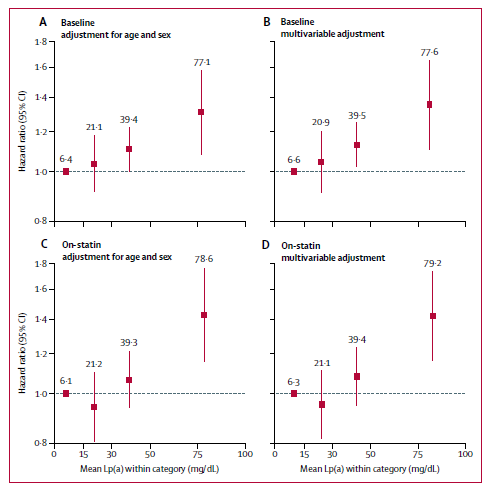 A Baseline
adjustment for age and sex
B Baseline
multivariable adjustment
Hazard ratio (95% CI)
1·8
1·6
1·4
1·2
1·0
0·8
6·4
21·1
39·4
77·1
6·6
20·9
39·5
77·6
C On-statin
adjustment for age and sex
D On-statin
multivariable adjustment
Hazard ratio (95% CI)
1·8
1·6
1·4
1·2
1·0
0·8
6·1
21·2
39·3
78·6
6·3
21·1
39·4
79·2
0 15 30 50 75 100
0 15 30 50 75 100
Mean Lp(a) within category (mg/dL)
Mean Lp(a) within category (mg/dL)